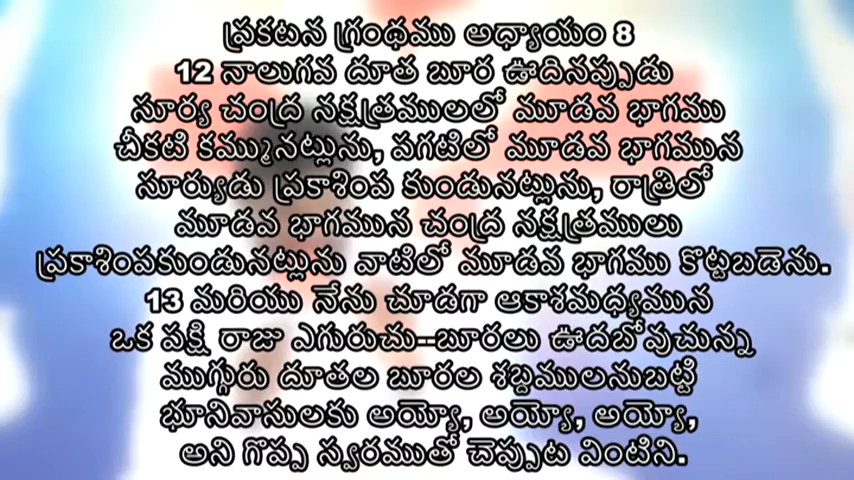 ప్రకటన గ్రంథము అధ్యాయం 8
12 నాలుగవ దూత బూర ఊదినప్పుడు
సూర్య చంద్ర నక్షత్రములలో మూడవ భాగము
చీకటి కమ్మునట్లును, పగటిలో మూడవ భాగమున
సూర్యుడు ప్రకాశింప కుండునట్లును, రాత్రిలో
మూడవ భాగమున చంద్ర నక్షత్రములు
ప్రకాశింపకుండునట్లును వాటిలో మూడవ భాగము కొట్టబడెను.
13 మరియు నేను చూడగా ఆకాశమధ్యమున
ఒక పక్షి రాజు ఎగురుచు--బూరలు ఊదబోవుచున్న
ముగ్గురు దూతల బూరల శబ్దములనుబట్టి
భూనివాసులకు అయ్యో, అయ్యో, అయ్యో,
అని గొప్ప స్వరముతో చెప్పుట వింటిని.